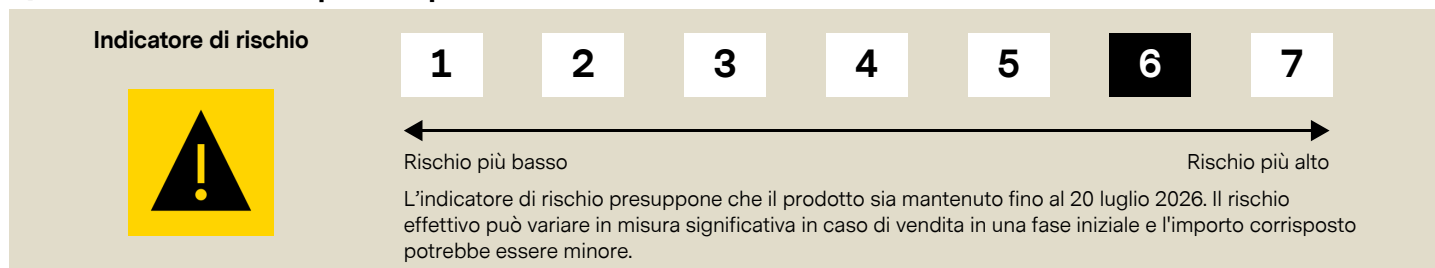 Indicatore di rischio
1 2 3 4 5 6 7
Rischio più basso
Rischio più alto
L'indicatore di rischio presuppone che il prodotto sia mantenuto fino al 20 luglio 2026. Il rischio
effettivo può variare in misura significativa in caso di vendita in una fase iniziale e l'importo corrisposto
potrebbe essere minore.